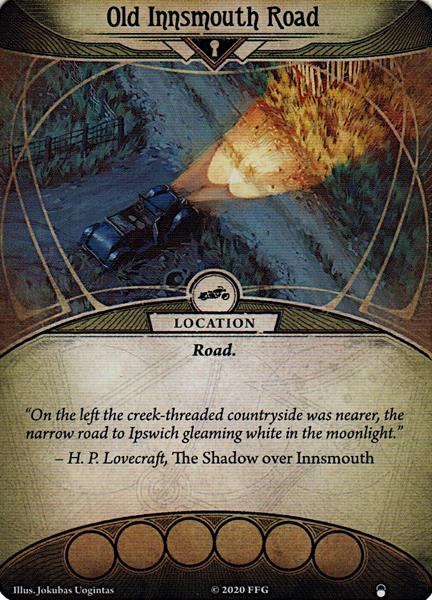 Old Innsmouth Road
LOCATION
Road.
“On the left the creek-threaded countryside was nearer, the
narrow road to Ipswich gleaming white in the moonlight.”
– H. P. Lovecraft, The Shadow over Innsmouth
Illus. Jokubas Uogintas
© 2020 FFG